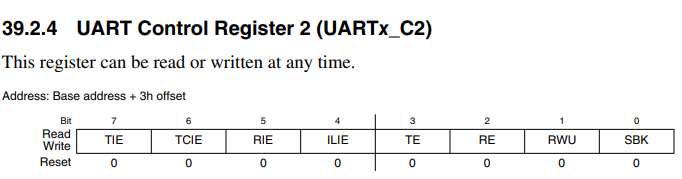 39.2.4 UART Control Register 2 (UARTx_C2)
This register can be read or written at any time.
Address: Base address + 3h offset
Bit 7 6 5 4 3 2 1 0
Read
Write
TIE TCIE RIE ILIE TE RE RWU SBK
Reset 0 0 0 0 0 0 0 0